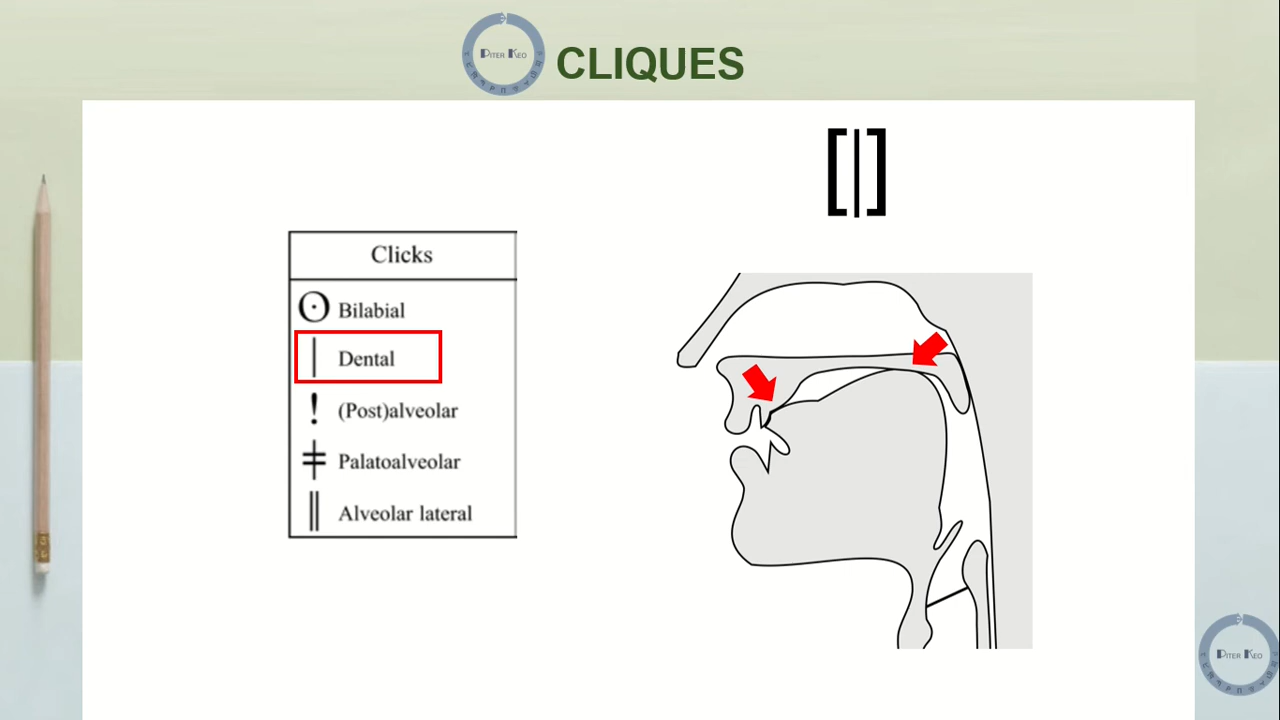 PITER KEO
CLIQUES
[ǀ]
Clicks
ʘ Bilabial
ǀ Dental
ǃ (Post)alveolar
ǂ Palatoalveolar
ǁ Alveolar lateral
PITER KEO